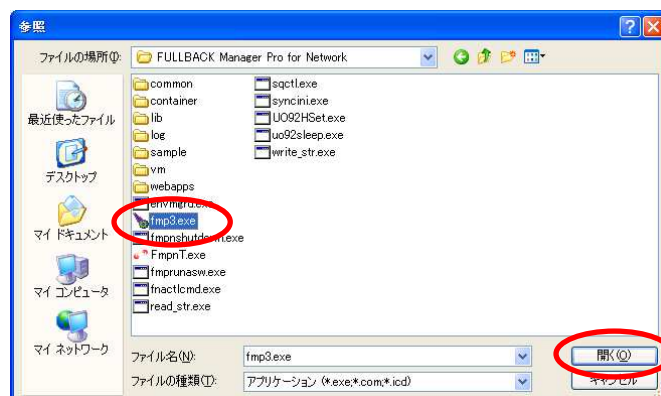 参照
ファイルの場所(I):
FULLBACK Manager Pro for Network
最近使ったファイル
デスクトップ
マイ ドキュメント
マイ コンピュータ
マイ ネットワーク
common
container
lib
log
sample
vm
webapps
envmgrd.exe
fmp3.exe
fmpnshutdown.exe
FmpnT.exe
fmprunasw.exe
fnactlcmd.exe
read_str.exe
sqctl.exe
syncini.exe
UO92HSet.exe
uo92sleep.exe
write_str.exe
ファイル名(N):
fmp3.exe
開く(O)
ファイルの種類(T):
アプリケーション (*.exe;*.com;*.icd)
キャンセル